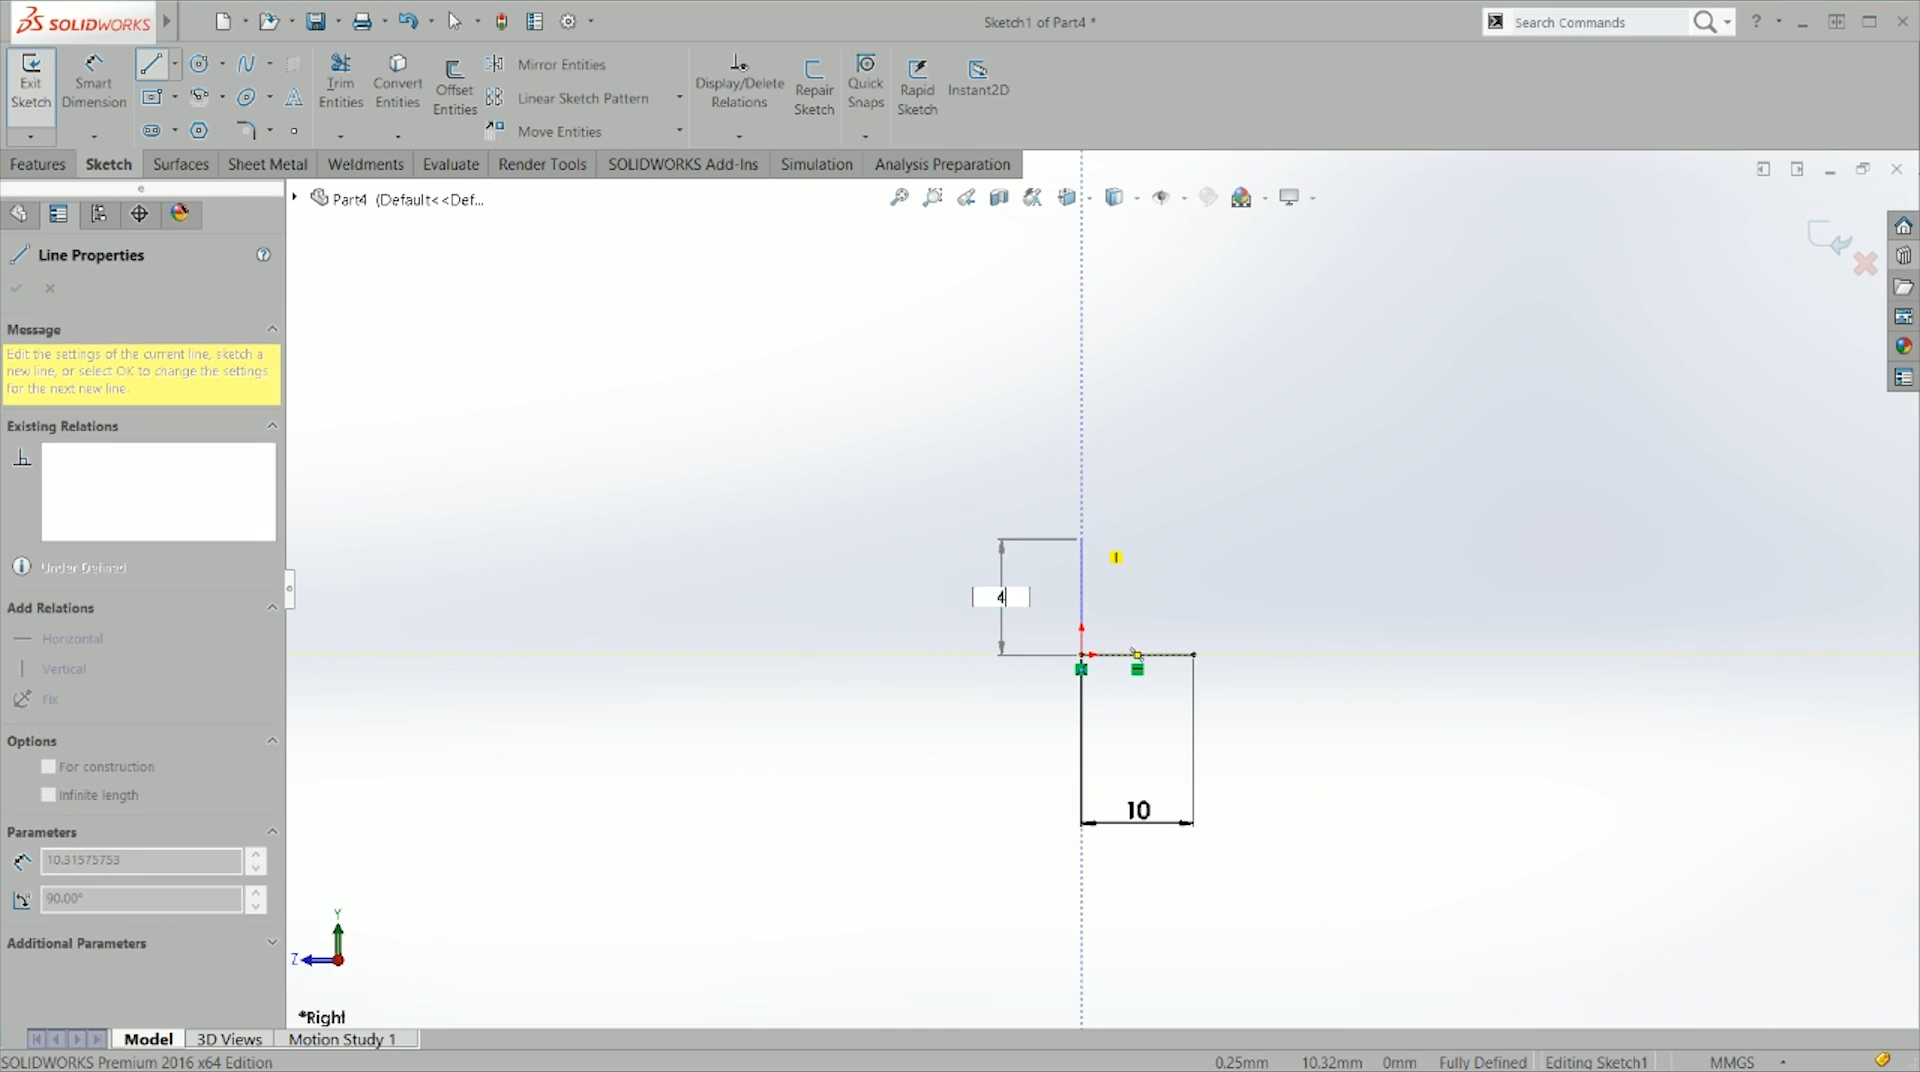 SOLIDWORKS
Sketch1 of Part4 *
Search Commands
?
Exit Sketch
Smart Dimension
Trim Entities
Convert Entities
Offset Entities
Mirror Entities
Linear Sketch Pattern
Move Entities
Display/Delete Relations
Repair Sketch
Quick Snaps
Rapid Sketch
Instant2D
Features
Sketch
Surfaces
Sheet Metal
Weldments
Evaluate
Render Tools
SOLIDWORKS Add-Ins
Simulation
Analysis Preparation
Part4 (Default<<Def...
Line Properties
?
Message
Edit the settings of the current line, sketch a
new line, or select OK to change the settings
for the next new line.
Existing Relations
Under Defined
Add Relations
Horizontal
Vertical
Fix
Options
For construction
Infinite length
Parameters
10.31575753
90.00°
Additional Parameters
4
10
Y
Z
*Right
Model
3D Views
Motion Study 1
SOLIDWORKS Premium 2016 x64 Edition
0.25mm
10.32mm
0mm
Fully Defined
Editing Sketch1
MMGS